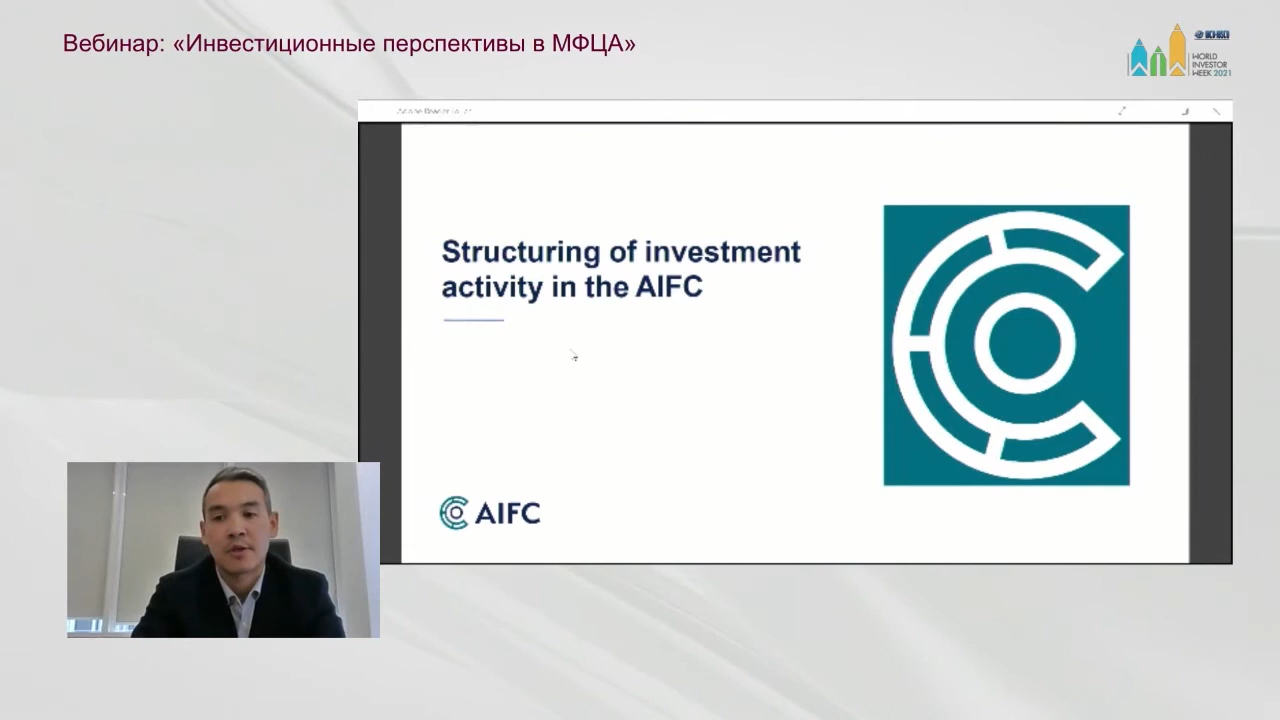 Вебинар: «Инвестиционные перспективы в МФЦА»
WORLD
INVESTOR
WEEK 2021
Structuring of investment
activity in the AIFC
AIFC